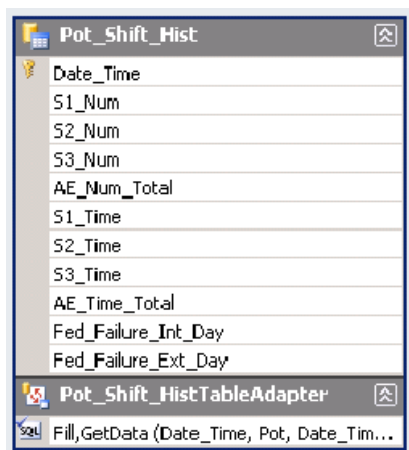 Pot_Shift_Hist
Date_Time
S1_Num
S2_Num
S3_Num
AE_Num_Total
S1_Time
S2_Time
S3_Time
AE_Time_Total
Fed_Failure_Int_Day
Fed_Failure_Ext_Day
Pot_Shift_HistTableAdapter
SQL Fill,GetData (Date_Time, Pot, Date_Tim...